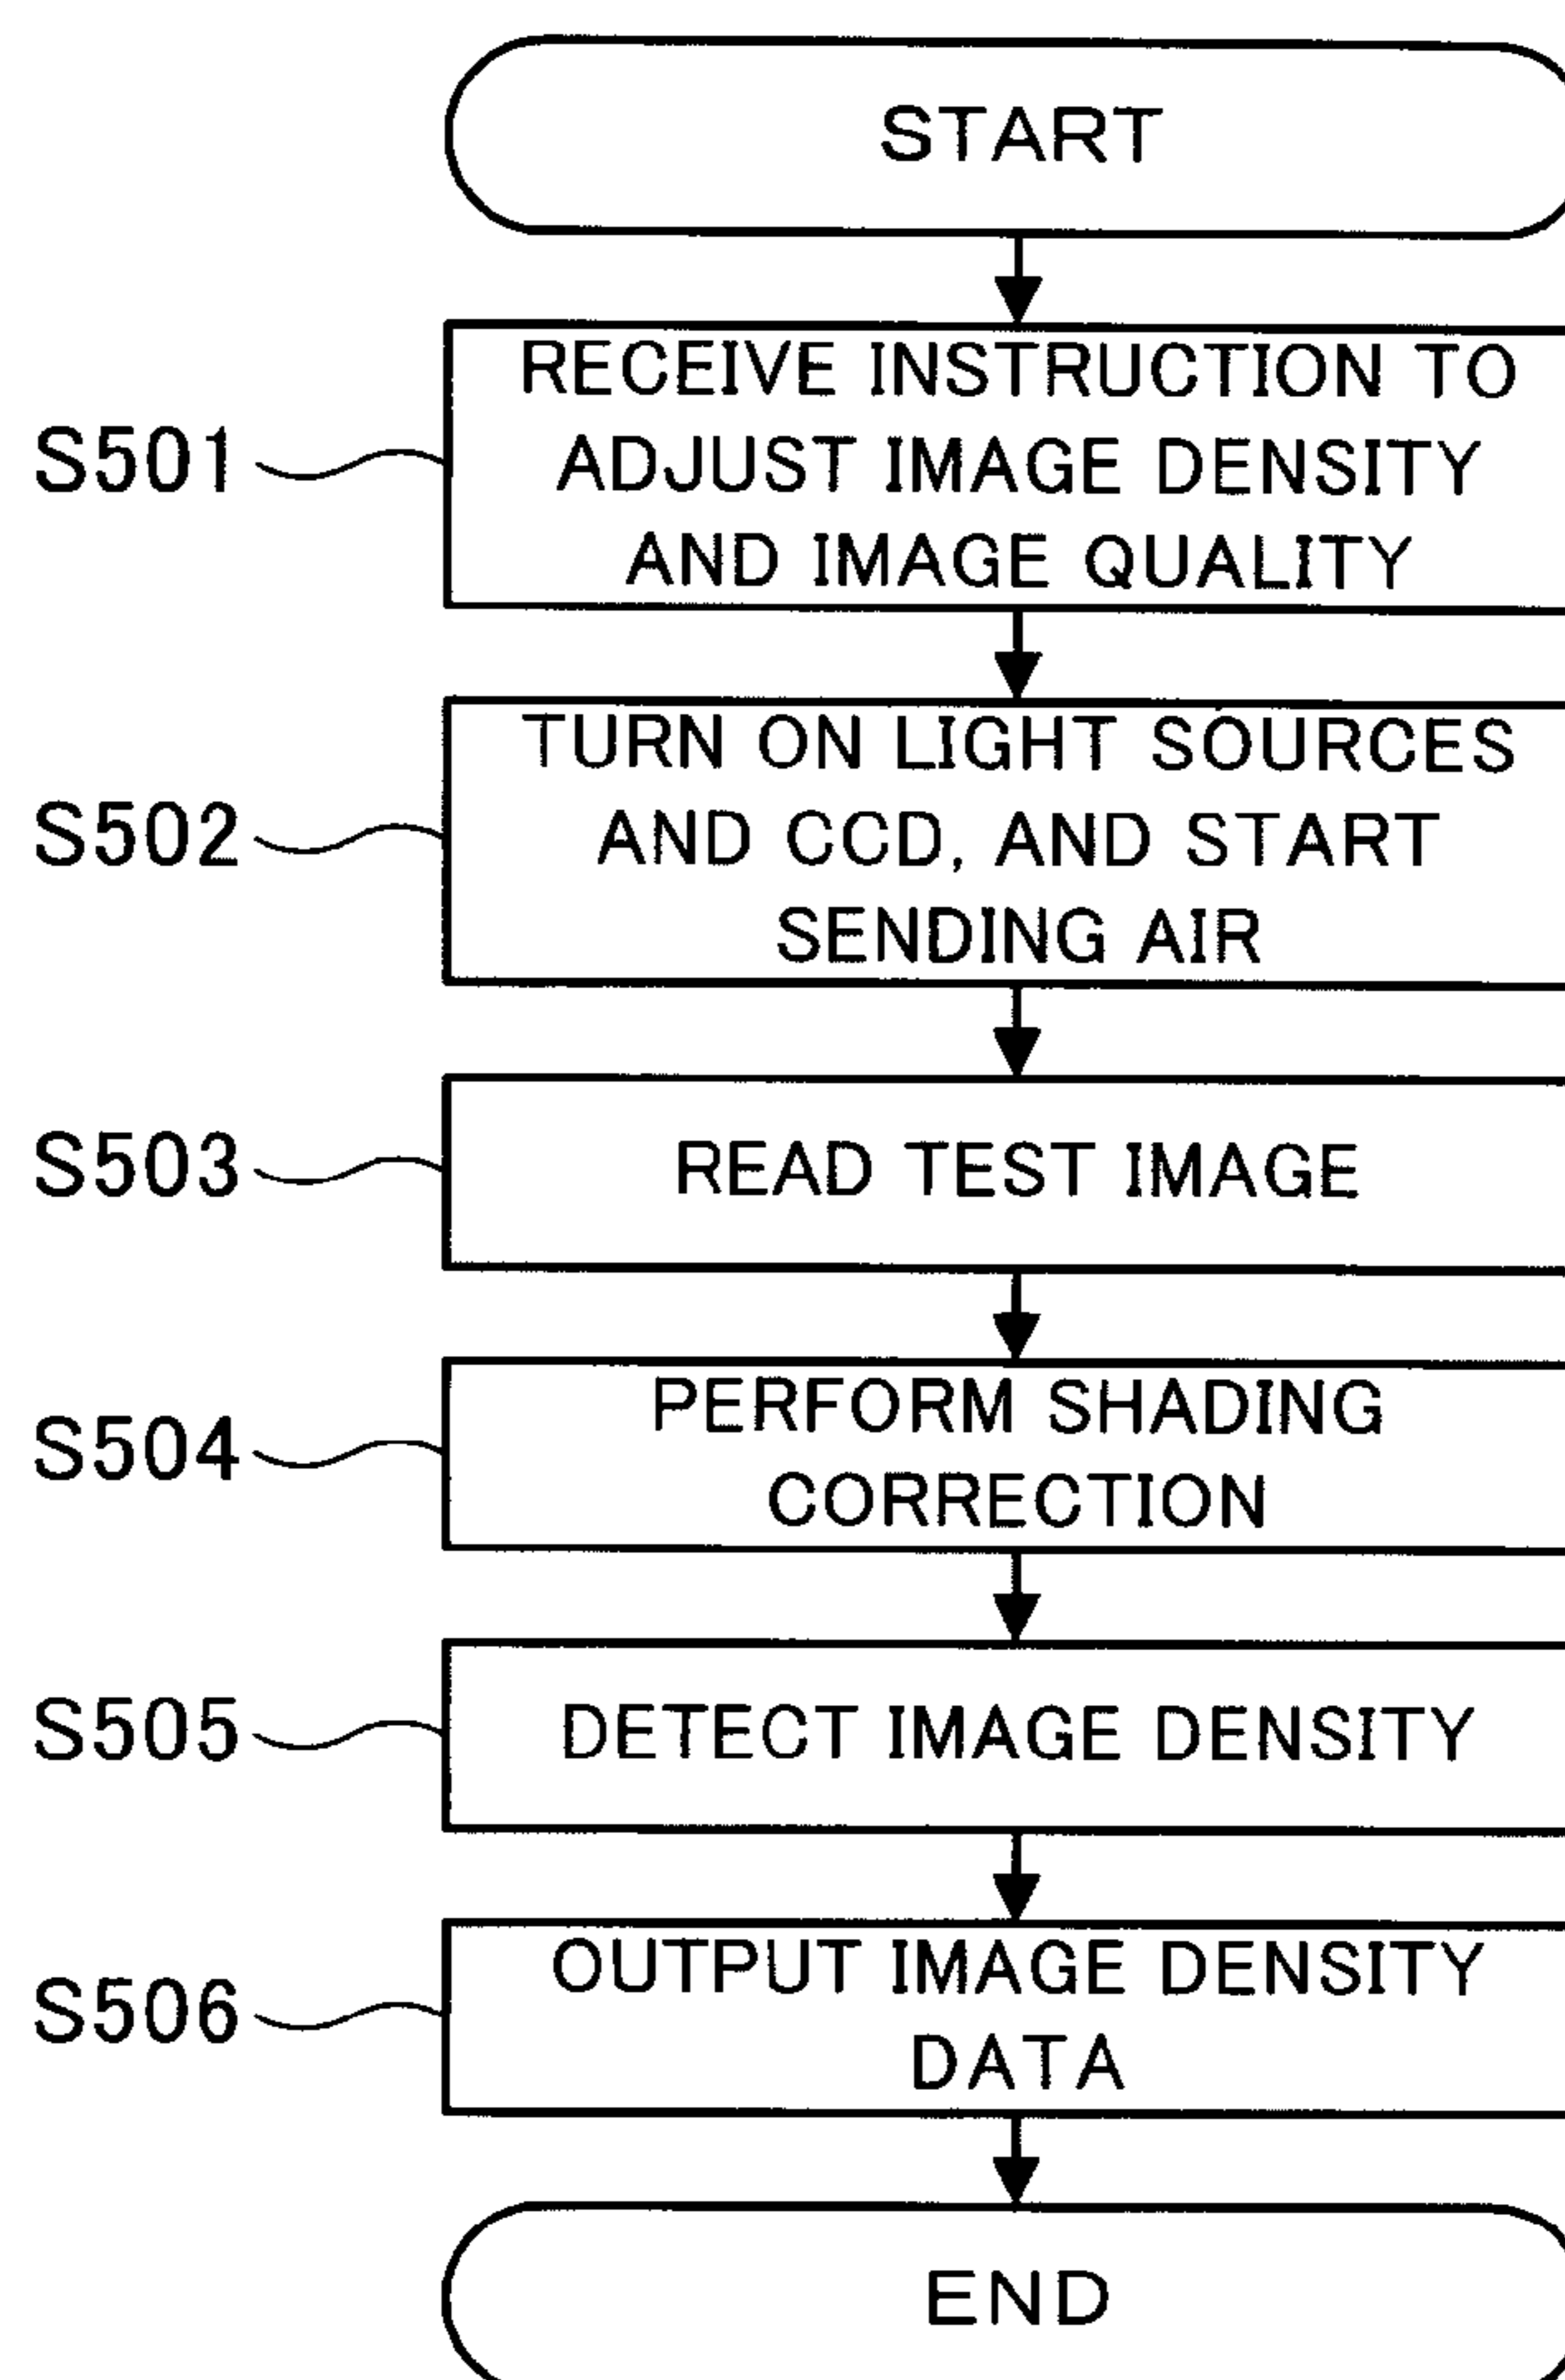 START
S501
RECEIVE INSTRUCTION TO
ADJUST IMAGE DENSITY
AND IMAGE QUALITY
S502
TURN ON LIGHT SOURCES
AND CCD, AND START
SENDING AIR
S503
READ TEST IMAGE
S504
PERFORM SHADING
CORRECTION
S505
DETECT IMAGE DENSITY
S506
OUTPUT IMAGE DENSITY
DATA
END